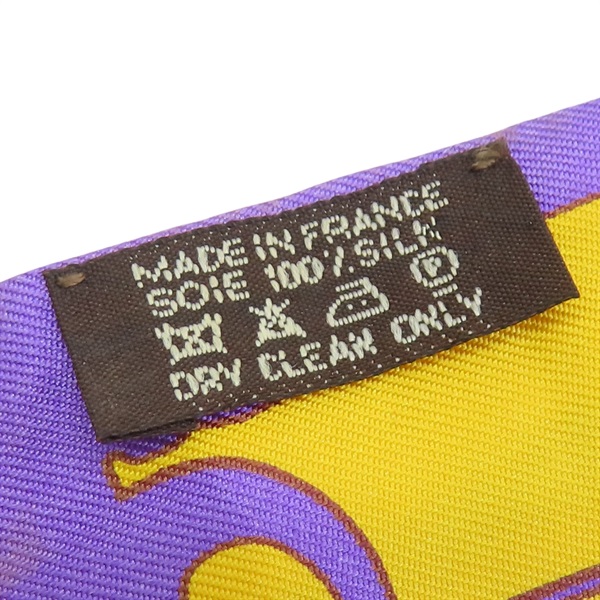 MADE IN FRANCE
SOIE 100% SILK
P
DRY CLEAN ONLY